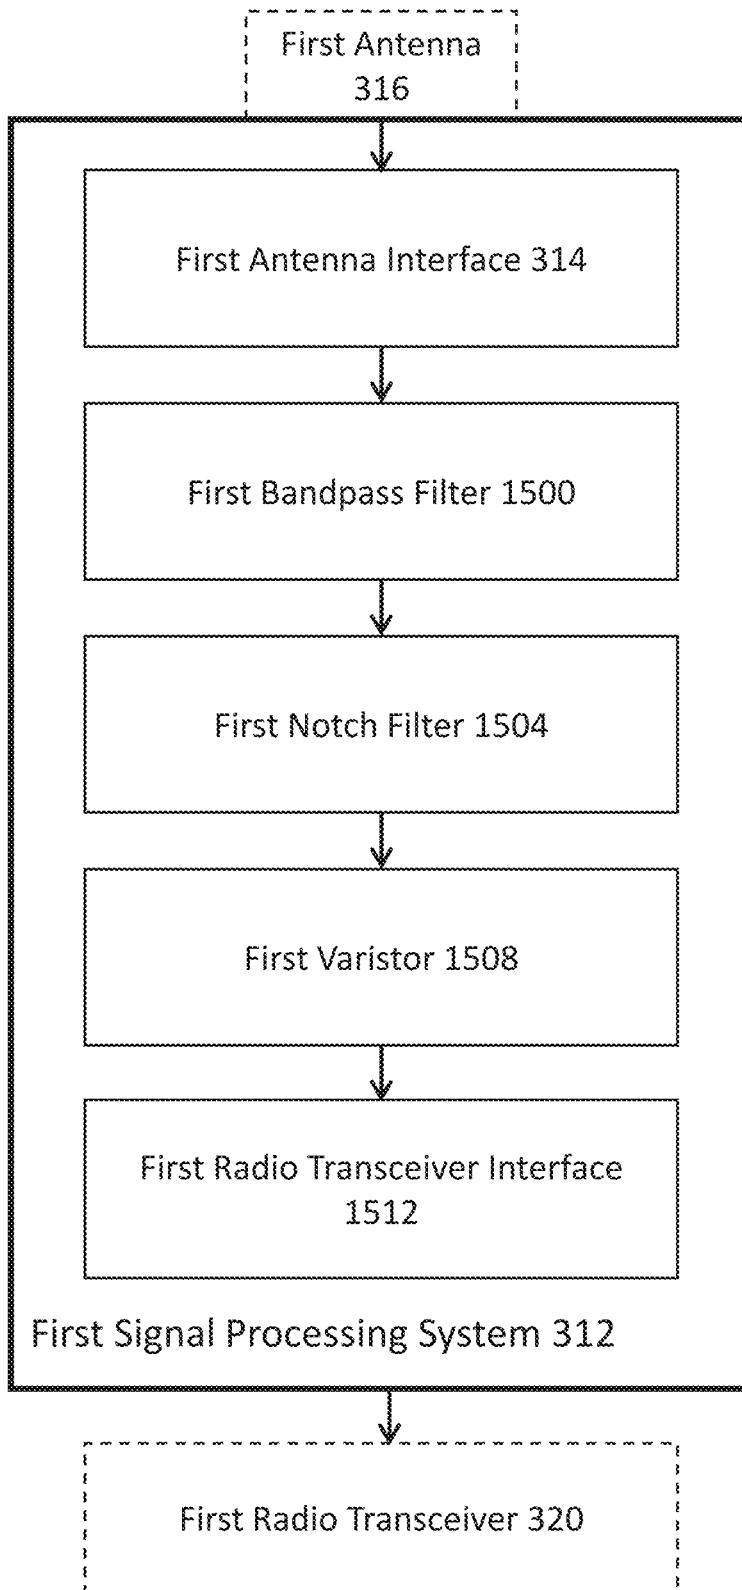 First Antenna
316
First Antenna Interface 314
First Bandpass Filter 1500
First Notch Filter 1504
First Varistor 1508
First Radio Transceiver Interface
1512
First Signal Processing System 312
First Radio Transceiver 320